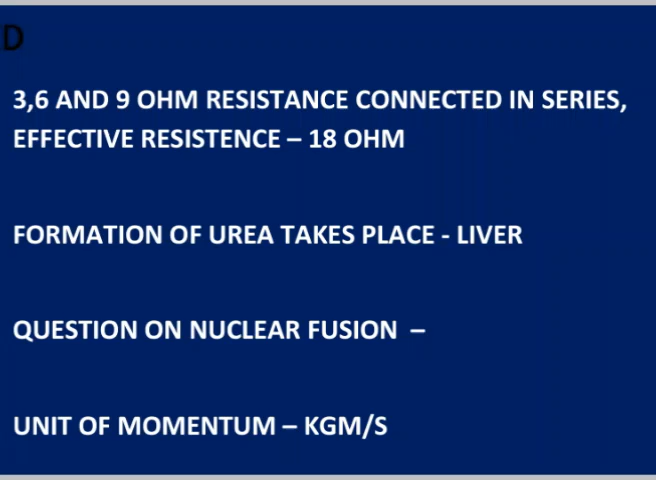 D
3,6 AND 9 OHM RESISTANCE CONNECTED IN SERIES,
EFFECTIVE RESISTENCE – 18 OHM
FORMATION OF UREA TAKES PLACE - LIVER
QUESTION ON NUCLEAR FUSION –
UNIT OF MOMENTUM – KGM/S